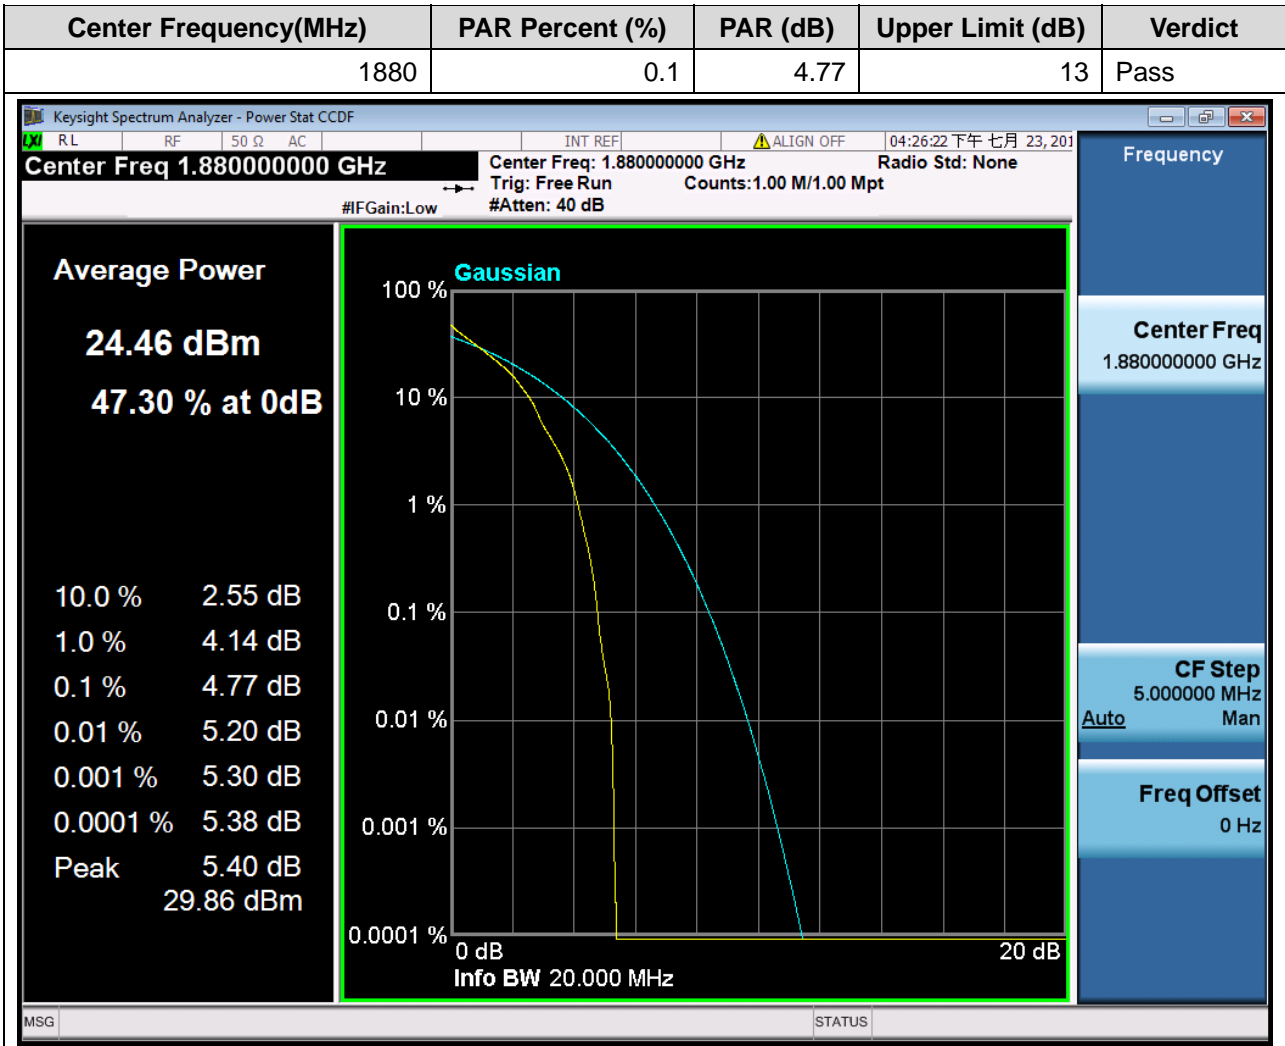 Center Frequency(MHz) PAR Percent (%) PAR (dB) Upper Limit (dB) Verdict
1880 0.1 4.77 13 Pass
Keysight Spectrum Analyzer - Power Stat CCDF
LXI RL RF 50 Ω AC INT REF ALIGN OFF 04:26:22 下午 七月 23, 201
Center Freq 1.880000000 GHz
Center Freq: 1.880000000 GHz Radio Std: None
Trig: Free Run Counts:1.00 M/1.00 Mpt
#IFGain:Low #Atten: 40 dB
Frequency
Average Power
24.46 dBm
47.30 % at 0dB
10.0 % 2.55 dB
1.0 % 4.14 dB
0.1 % 4.77 dB
0.01 % 5.20 dB
0.001 % 5.30 dB
0.0001 % 5.38 dB
Peak 5.40 dB
29.86 dBm
Gaussian
100 %
10 %
1 %
0.1 %
0.01 %
0.001 %
0.0001 %
0 dB 20 dB
Info BW 20.000 MHz
Center Freq
1.880000000 GHz
CF Step
5.000000 MHz
Auto Man
Freq Offset
0 Hz
MSG STATUS